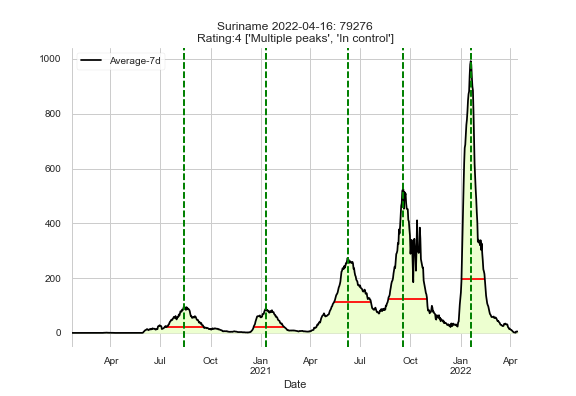 Suriname 2022-04-16: 79276
Rating:4 ['Multiple peaks', 'In control']
Average-7d
1000
800
600
400
200
0
Apr Jul Oct Jan Apr Jul Oct Jan Apr
2021 2022
Date